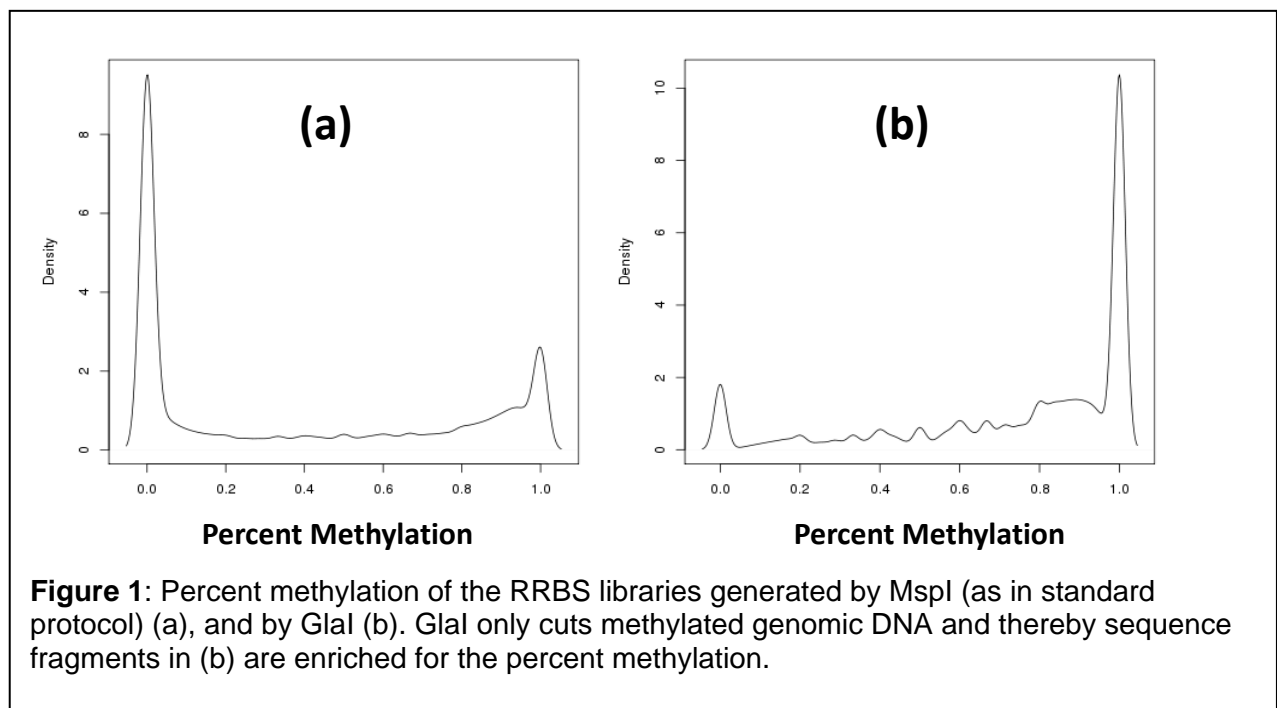 (a)
Density
0 2 4 6 8
0.0 0.2 0.4 0.6 0.8 1.0
Percent Methylation
(b)
Density
0 2 4 6 8 10
0.0 0.2 0.4 0.6 0.8 1.0
Percent Methylation
Figure 1: Percent methylation of the RRBS libraries generated by MspI (as in standard
protocol) (a), and by GlaI (b). GlaI only cuts methylated genomic DNA and thereby sequence
fragments in (b) are enriched for the percent methylation.